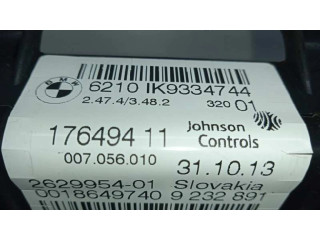 BMW
6210 IK9334744
2.47.4/3.48.2 320 01
17649411 Johnson Controls
007.056.010 31.10.13
2629954-01 Slovakia
0018649740 9 232 891